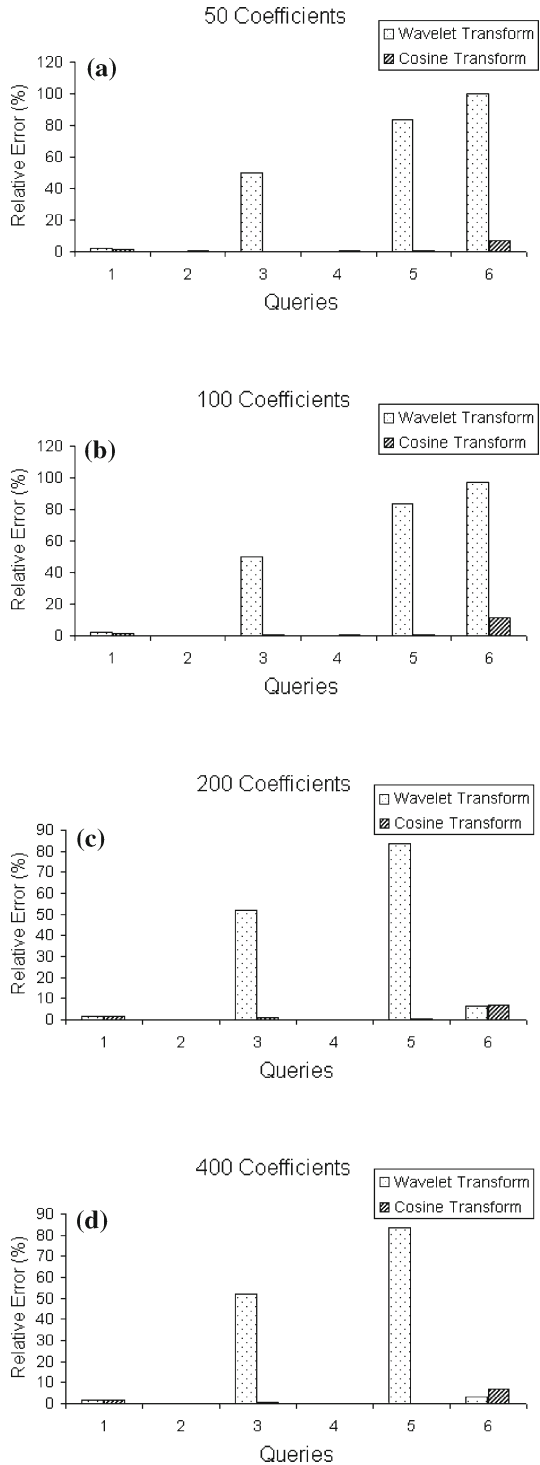 50 Coefficients
Wavelet Transform
Cosine Transform
(a)
Relative Error (%)
120
100
80
60
40
20
0
1 2 3 4 5 6
Queries
100 Coefficients
Wavelet Transform
Cosine Transform
(b)
Relative Error (%)
120
100
80
60
40
20
0
1 2 3 4 5 6
Queries
200 Coefficients
Wavelet Transform
Cosine Transform
(c)
Relative Error (%)
90
80
70
60
50
40
30
20
10
0
1 2 3 4 5 6
Queries
400 Coefficients
Wavelet Transform
Cosine Transform
(d)
Relative Error (%)
90
80
70
60
50
40
30
20
10
0
1 2 3 4 5 6
Queries